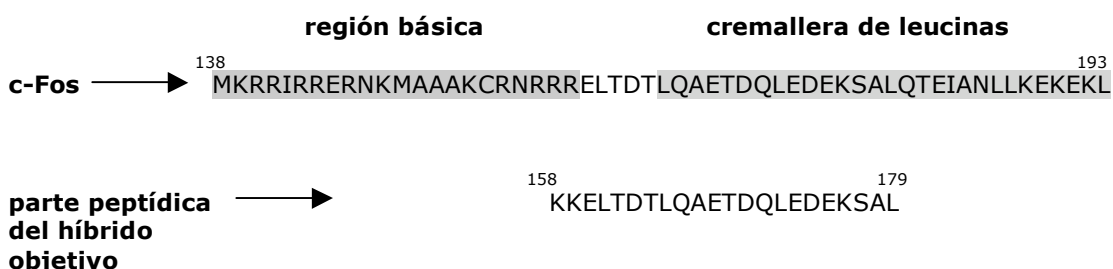 región básica cremallera de leucinas
138 193
c-Fos MKRRIRRERNKMAAAKCRNRRRELTDTLQAETDQLEDEKSALQTEIANLLKEKEKL
158 179
parte peptídica KKELTDTLQAETDQLEDEKSAL
del híbrido
objetivo